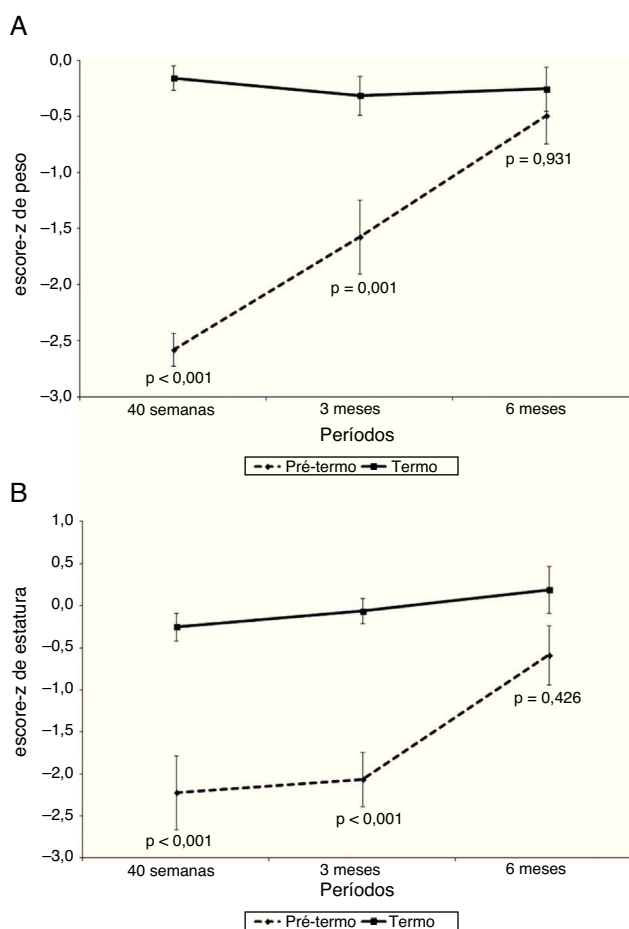 A
0,0
–0,5
–1,0
–1,5
–2,0
–2,5
–3,0
escore-z de peso
p < 0,001
p = 0,001
p = 0,931
40 semanas 3 meses 6 meses
Períodos
Pré-termo Termo
B
1,0
0,5
0,0
–0,5
–1,0
–1,5
–2,0
–2,5
–3,0
escore-z de estatura
p < 0,001
p < 0,001
p = 0,426
40 semanas 3 meses 6 meses
Períodos
Pré-termo Termo